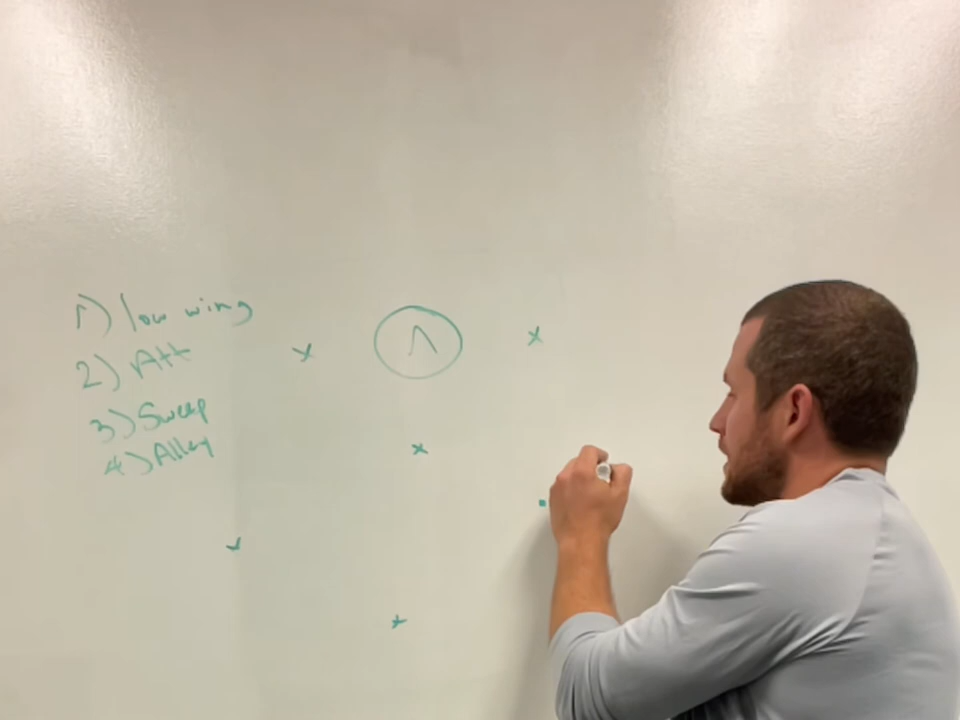 1) low wing
2) Att
3) Sweep
4) Alley
x x
x
x
x